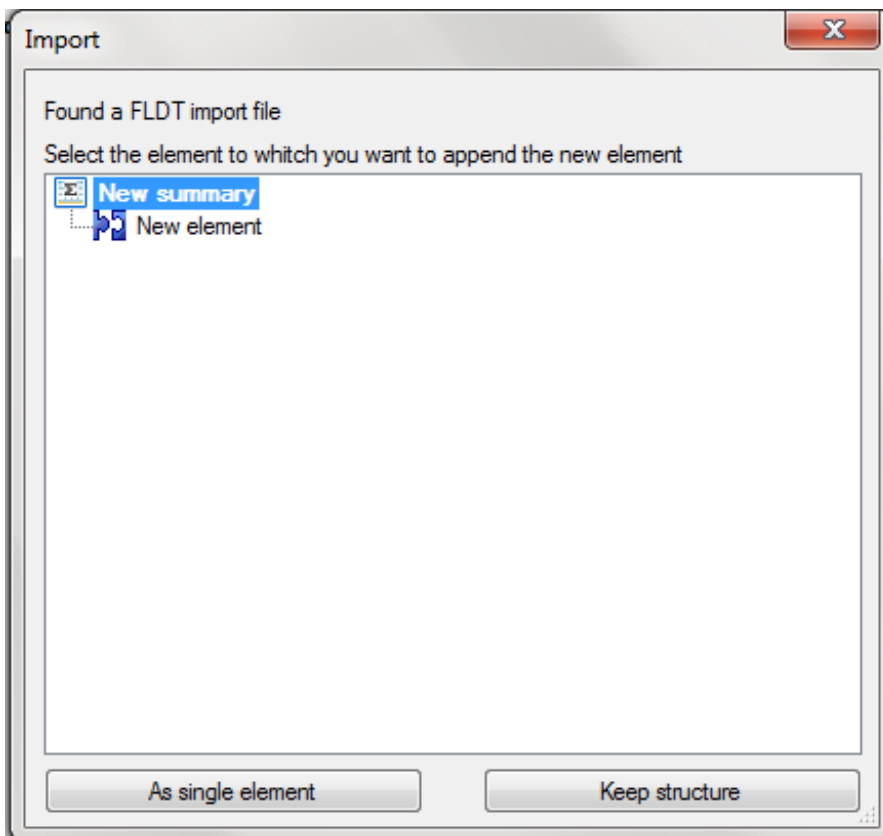 Import
Found a FLDT import file
Select the element to whitch you want to append the new element
New summary
New element
As single element
Keep structure